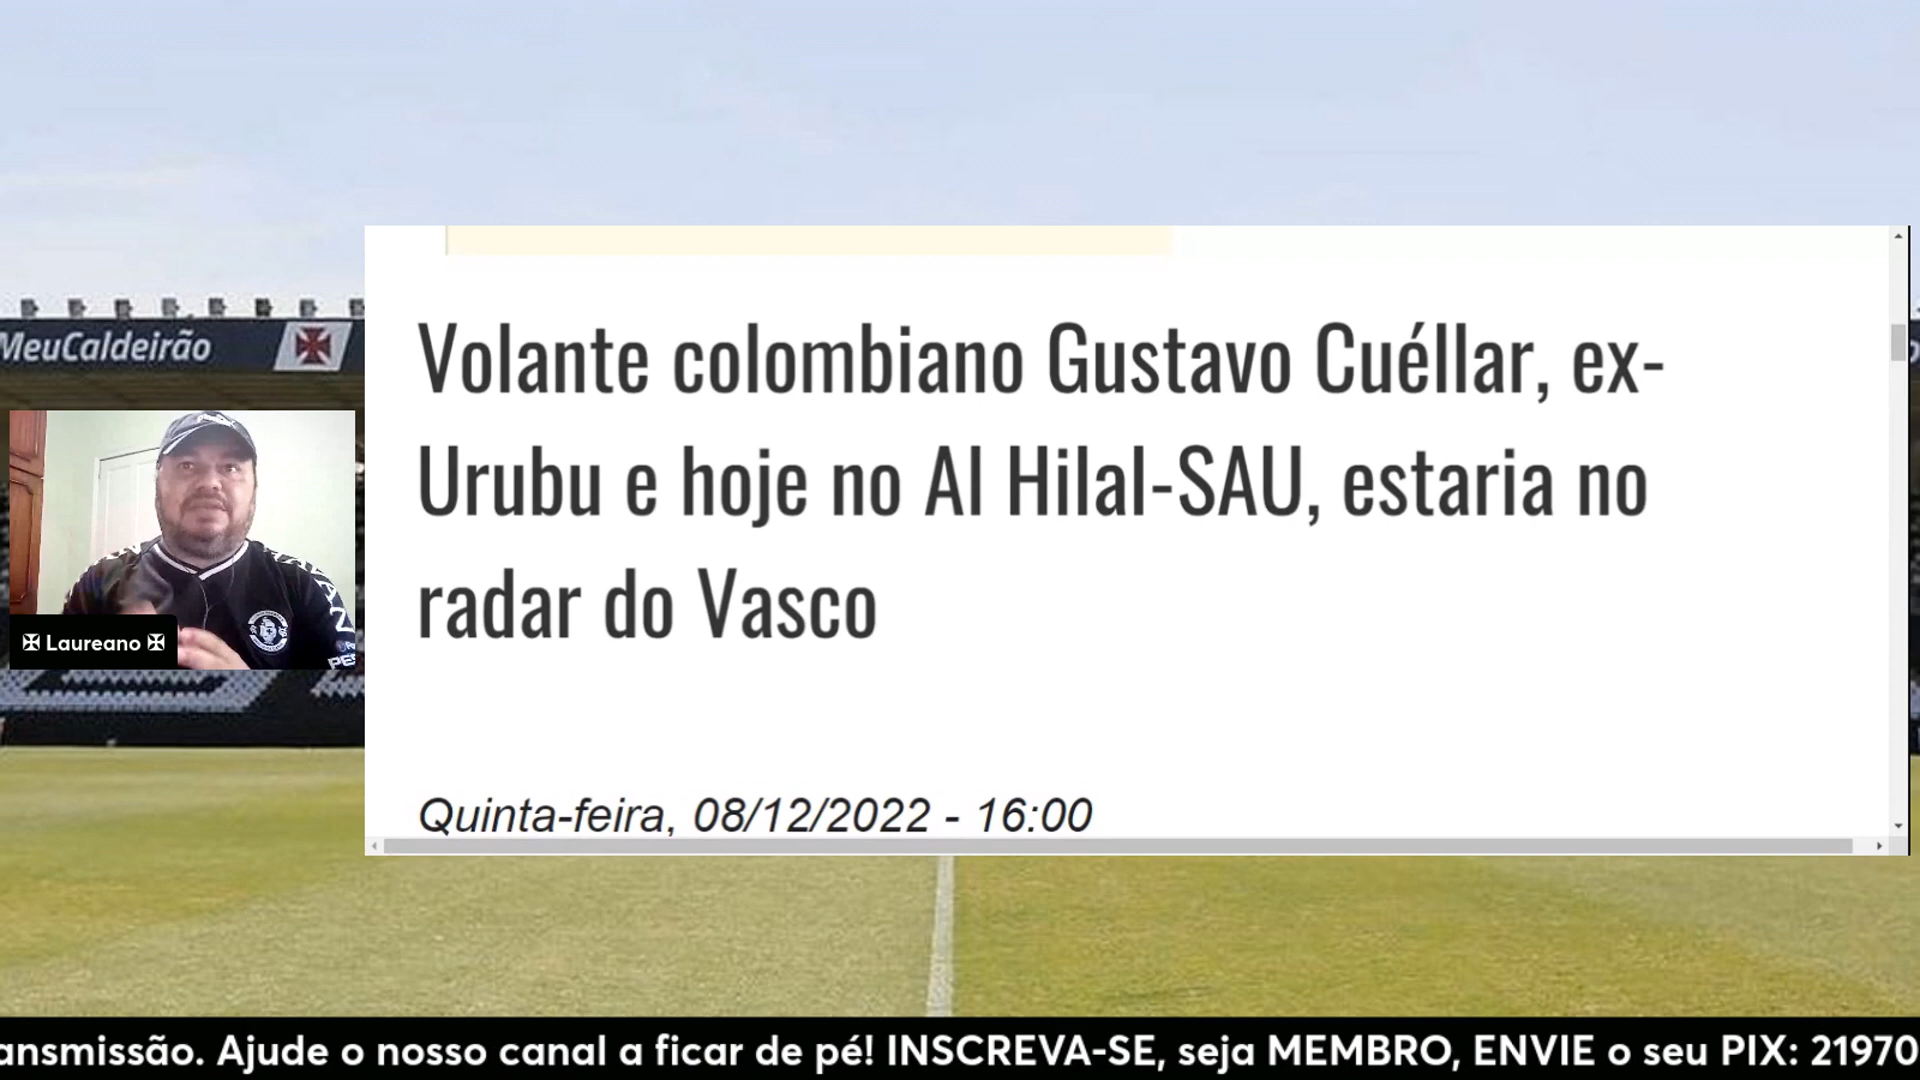 MeuCaldeirão
Volante colombiano Gustavo Cuéllar, ex-
Urubu e hoje no Al Hilal-SAU, estaria no
radar do Vasco
Quinta-feira, 08/12/2022 - 16:00
✠ Laureano ✠
ansmissão. Ajude o nosso canal a ficar de pé! INSCREVA-SE, seja MEMBRO, ENVIE o seu PIX: 21970